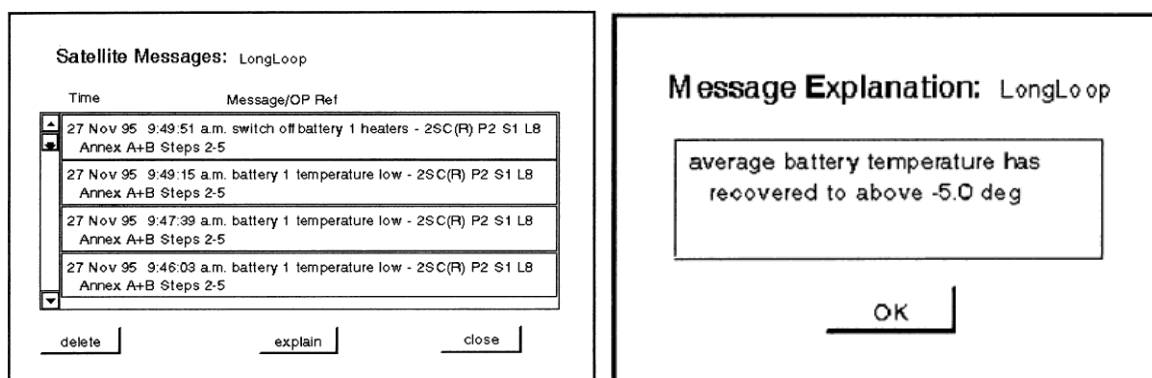 Satellite Messages: LongLoop
Time Message/OP Ref
27 Nov 95 9:49:51 a.m. switch off battery 1 heaters - 2SC(R) P2 S1 L8
Annex A+B Steps 2-5
27 Nov 95 9:49:15 a.m. battery 1 temperature low - 2SC(R) P2 S1 L8
Annex A+B Steps 2-5
27 Nov 95 9:47:39 a.m. battery 1 temperature low - 2SC(R) P2 S1 L8
Annex A+B Steps 2-5
27 Nov 95 9:46:03 a.m. battery 1 temperature low - 2SC(R) P2 S1 L8
Annex A+B Steps 2-5
delete explain close
Message Explanation: LongLoop
average battery temperature has
recovered to above -5.0 deg
OK